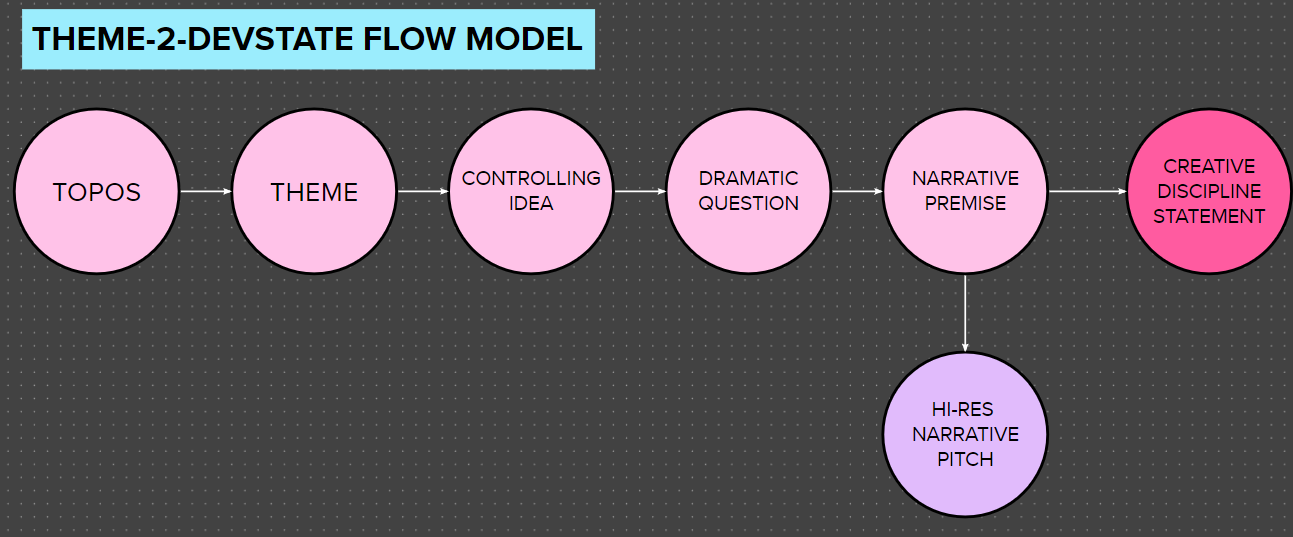 THEME-2-DEVSTATE FLOW MODEL
TOPOS
THEME
CONTROLLING
IDEA
DRAMATIC
QUESTION
NARRATIVE
PREMISE
CREATIVE
DISCIPLINE
STATEMENT
HI-RES
NARRATIVE
PITCH